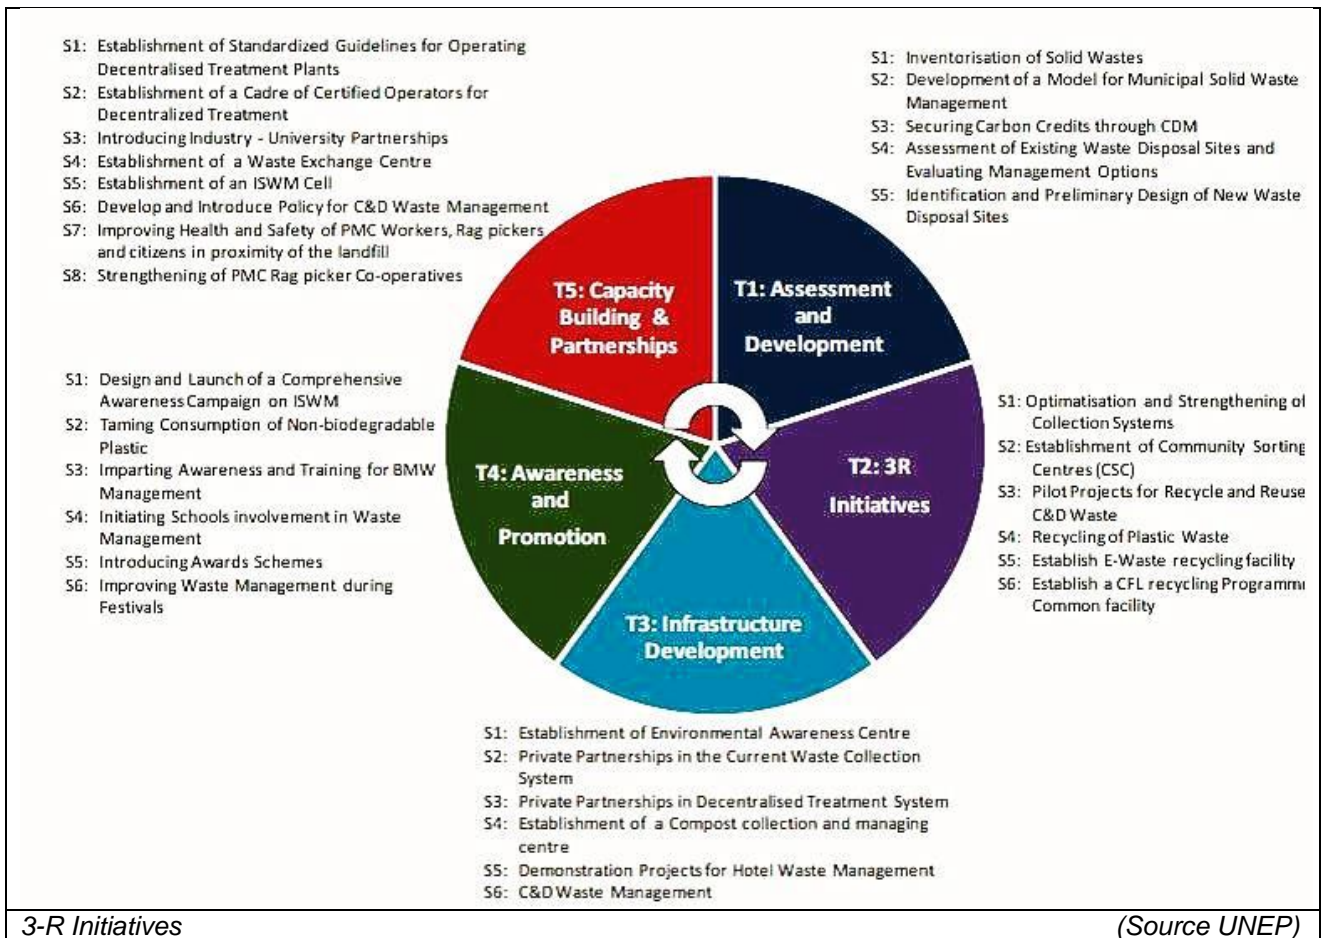 S1: Establishment of Standardized Guidelines for Operating
Decentralised Treatment Plants
S2: Establishment of a Cadre of Certified Operators for
Decentralized Treatment
S3: Introducing Industry - University Partnerships
S4: Establishment of a Waste Exchange Centre
S5: Establishment of an ISWM Cell
S6: Develop and Introduce Policy for C&D Waste Management
S7: Improving Health and Safety of PMC Workers, Rag pickers
and citizens in proximity of the landfill
S8: Strengthening of PMC Rag picker Co-operatives
S1: Inventorisation of Solid Wastes
S2: Development of a Model for Municipal Solid Waste
Management
S3: Securing Carbon Credits through CDM
S4: Assessment of Existing Waste Disposal Sites and
Evaluating Management Options
S5: Identification and Preliminary Design of New Waste
Disposal Sites
T5: Capacity
Building &
Partnerships
T1: Assessment
and
Development
S1: Design and Launch of a Comprehensive
Awareness Campaign on ISWM
S2: Taming Consumption of Non-biodegradable
Plastic
S3: Imparting Awareness and Training for BMW
Management
S4: Initiating Schools involvement in Waste
Management
S5: Introducing Awards Schemes
S6: Improving Waste Management during
Festivals
T4: Awareness
and
Promotion
T2: 3R
Initiatives
S1: Optimatisation and Strengthening of
Collection Systems
S2: Establishment of Community Sorting
Centres (CSC)
S3: Pilot Projects for Recycle and Reuse
C&D Waste
S4: Recycling of Plastic Waste
S5: Establish E-Waste recycling facility
S6: Establish a CFL recycling
Common facility
T3: Infrastructure
Development
S1: Establishment of Environmental Awareness Centre
S2: Private Partnerships in the Current Waste Collection
System
S3: Private Partnerships in Decentralised Treatment System
S4: Establishment of a Compost collection and managing
centre
S5: Demonstration Projects for Hotel Waste Management
S6: C&D Waste Management
3-R Initiatives (Source UNEP)